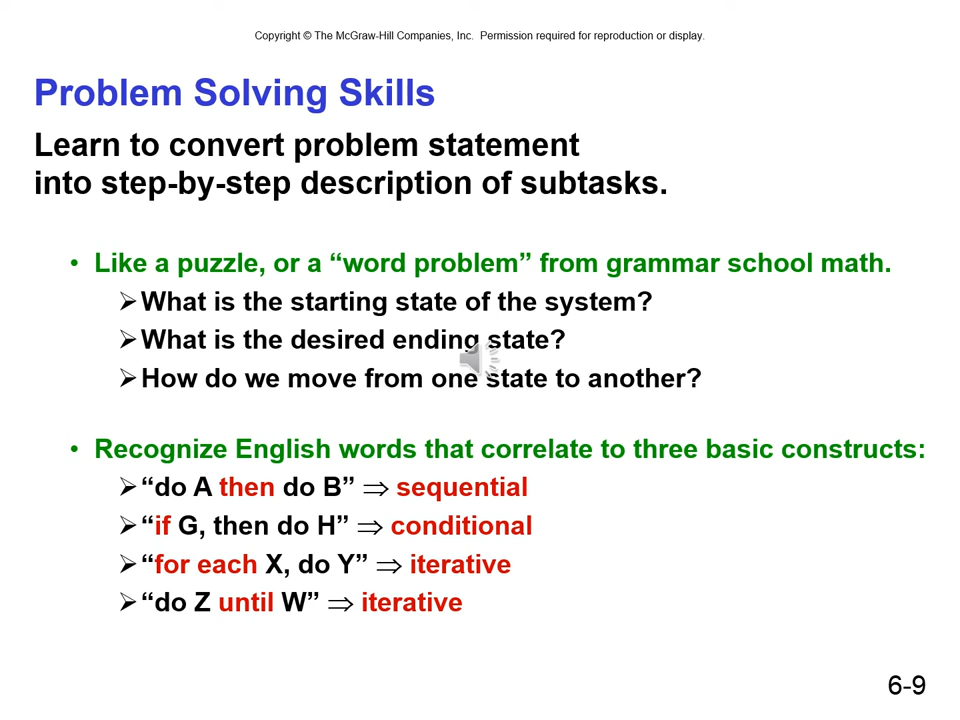 Copyright © The McGraw-Hill Companies, Inc.  Permission required for reproduction or display.
Problem Solving Skills
Learn to convert problem statement
into step-by-step description of subtasks.
• Like a puzzle, or a “word problem” from grammar school math.
➢What is the starting state of the system?
➢What is the desired ending state?
➢How do we move from one state to another?
• Recognize English words that correlate to three basic constructs:
➢“do A then do B” ⇒ sequential
➢“if G, then do H” ⇒ conditional
➢“for each X, do Y” ⇒ iterative
➢“do Z until W” ⇒ iterative
6-9